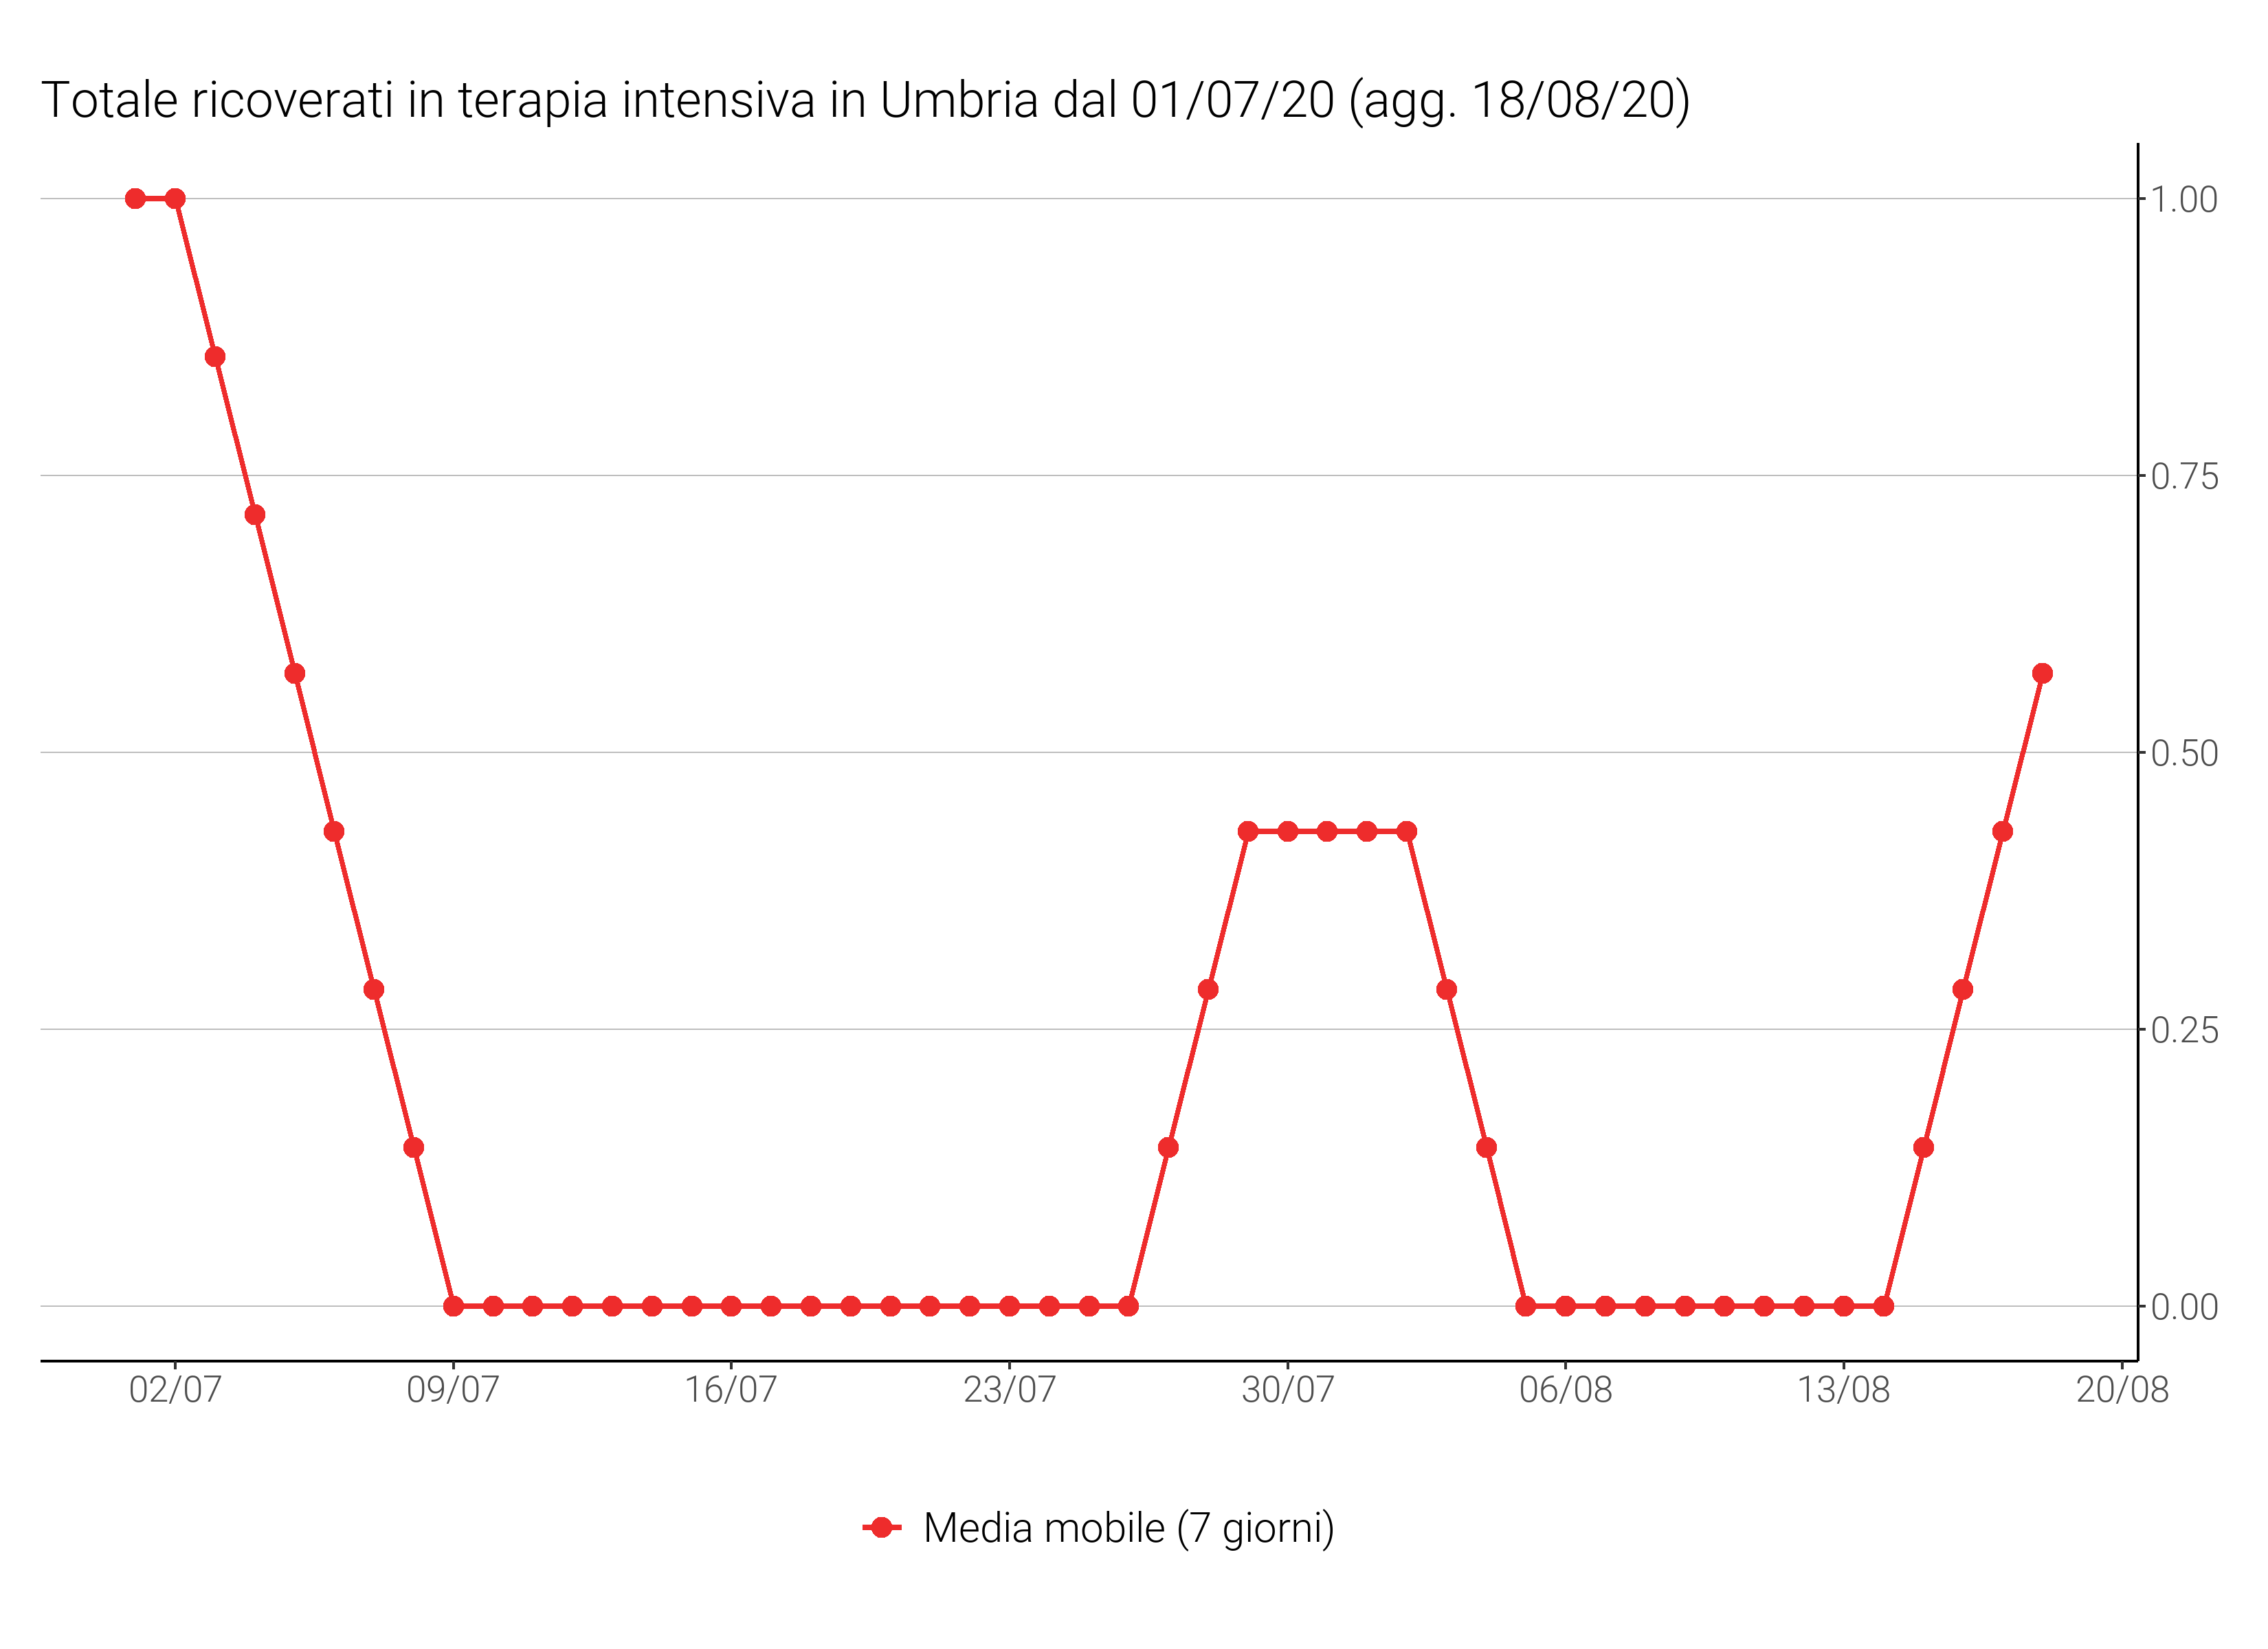 Totale ricoverati in terapia intensiva in Umbria dal 01/07/20 (agg. 18/08/20)
1.00
0.75
0.50
0.25
0.00
02/07 09/07 16/07 23/07 30/07 06/08 13/08 20/08
Media mobile (7 giorni)